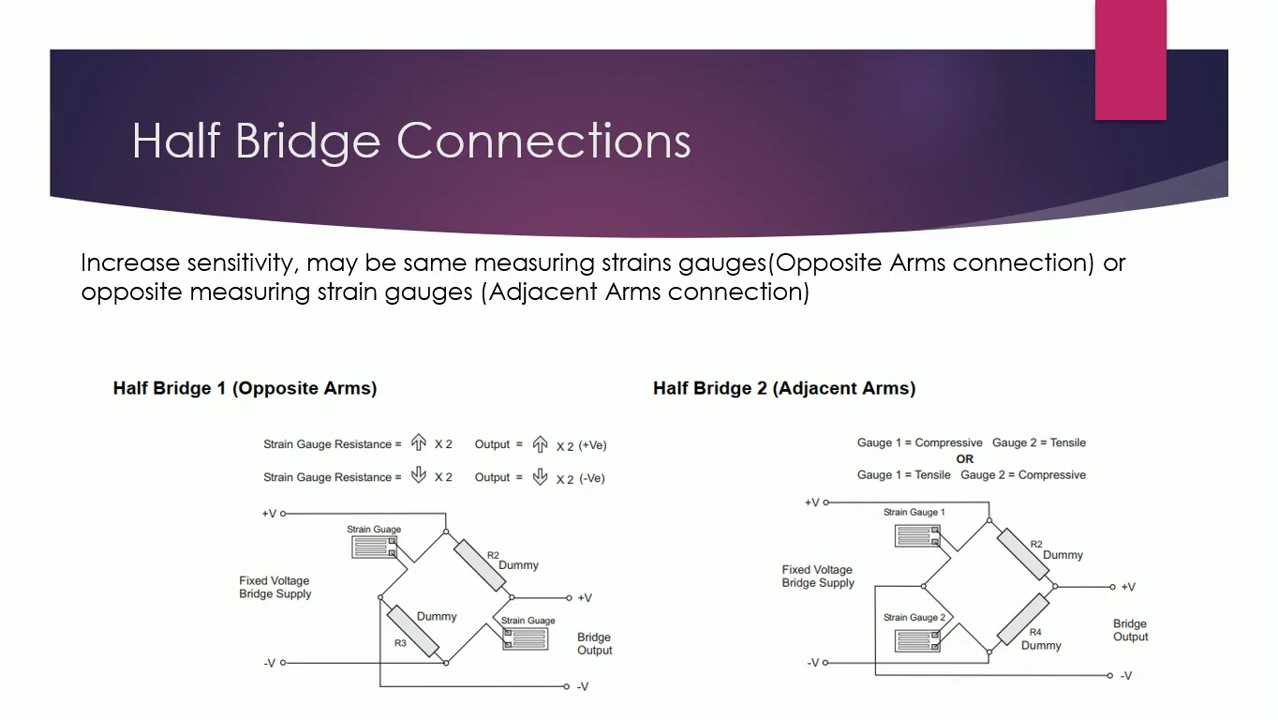 Half Bridge Connections
Increase sensitivity, may be same measuring strains gauges(Opposite Arms connection) or
opposite measuring strain gauges (Adjacent Arms connection)
Half Bridge 1 (Opposite Arms)
Strain Gauge Resistance = X 2 Output = X 2 (+Ve)
Strain Gauge Resistance = X 2 Output = X 2 (-Ve)
+V
Strain Guage
R2
Dummy
Fixed Voltage
Bridge Supply
+V
Dummy
Strain Guage
R3
Bridge
Output
-V
-V
Half Bridge 2 (Adjacent Arms)
Gauge 1 = Compressive Gauge 2 = Tensile
OR
Gauge 1 = Tensile Gauge 2 = Compressive
+V
Strain Gauge 1
R2
Dummy
Fixed Voltage
Bridge Supply
+V
Strain Guage 2
R4
Dummy
Bridge
Output
-V
-V